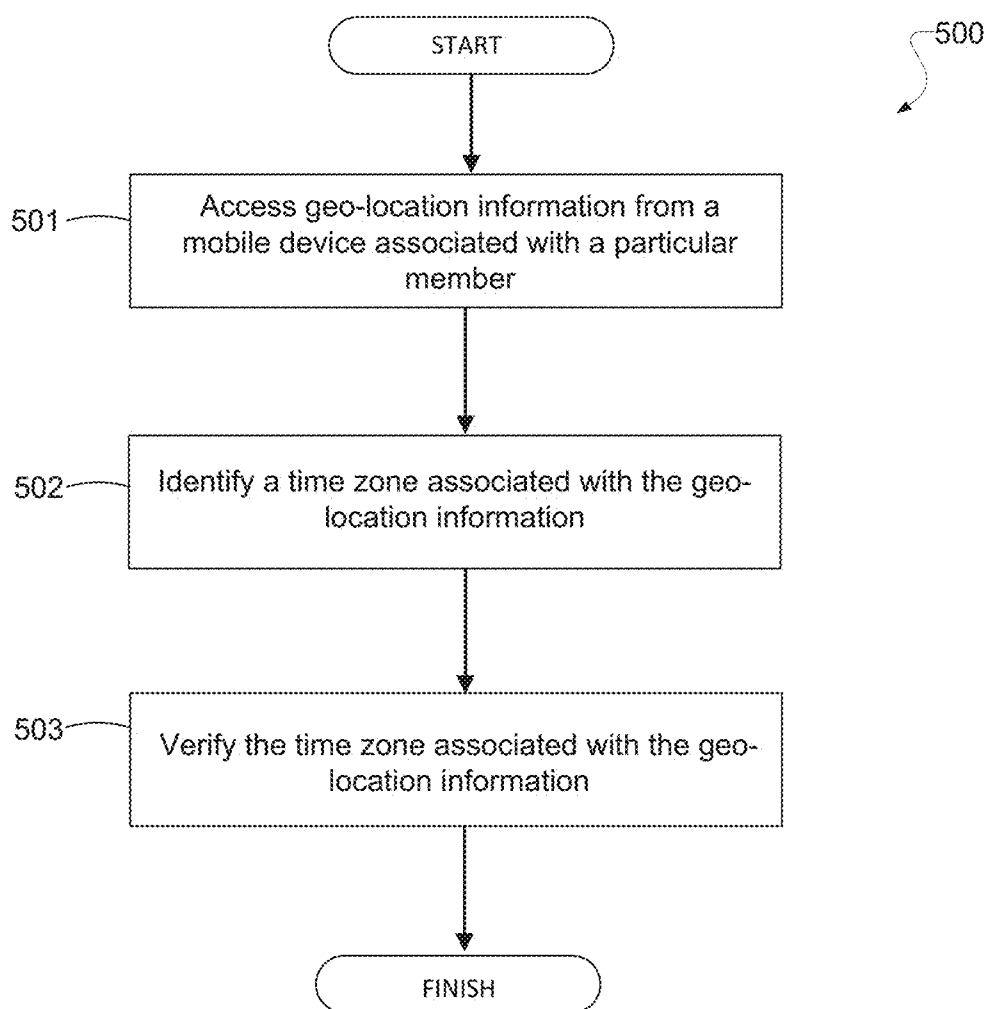 START
500
501
Access geo-location information from a
mobile device associated with a particular
member
502
Identify a time zone associated with the geo-
location information
503
Verify the time zone associated with the geo-
location information
FINISH